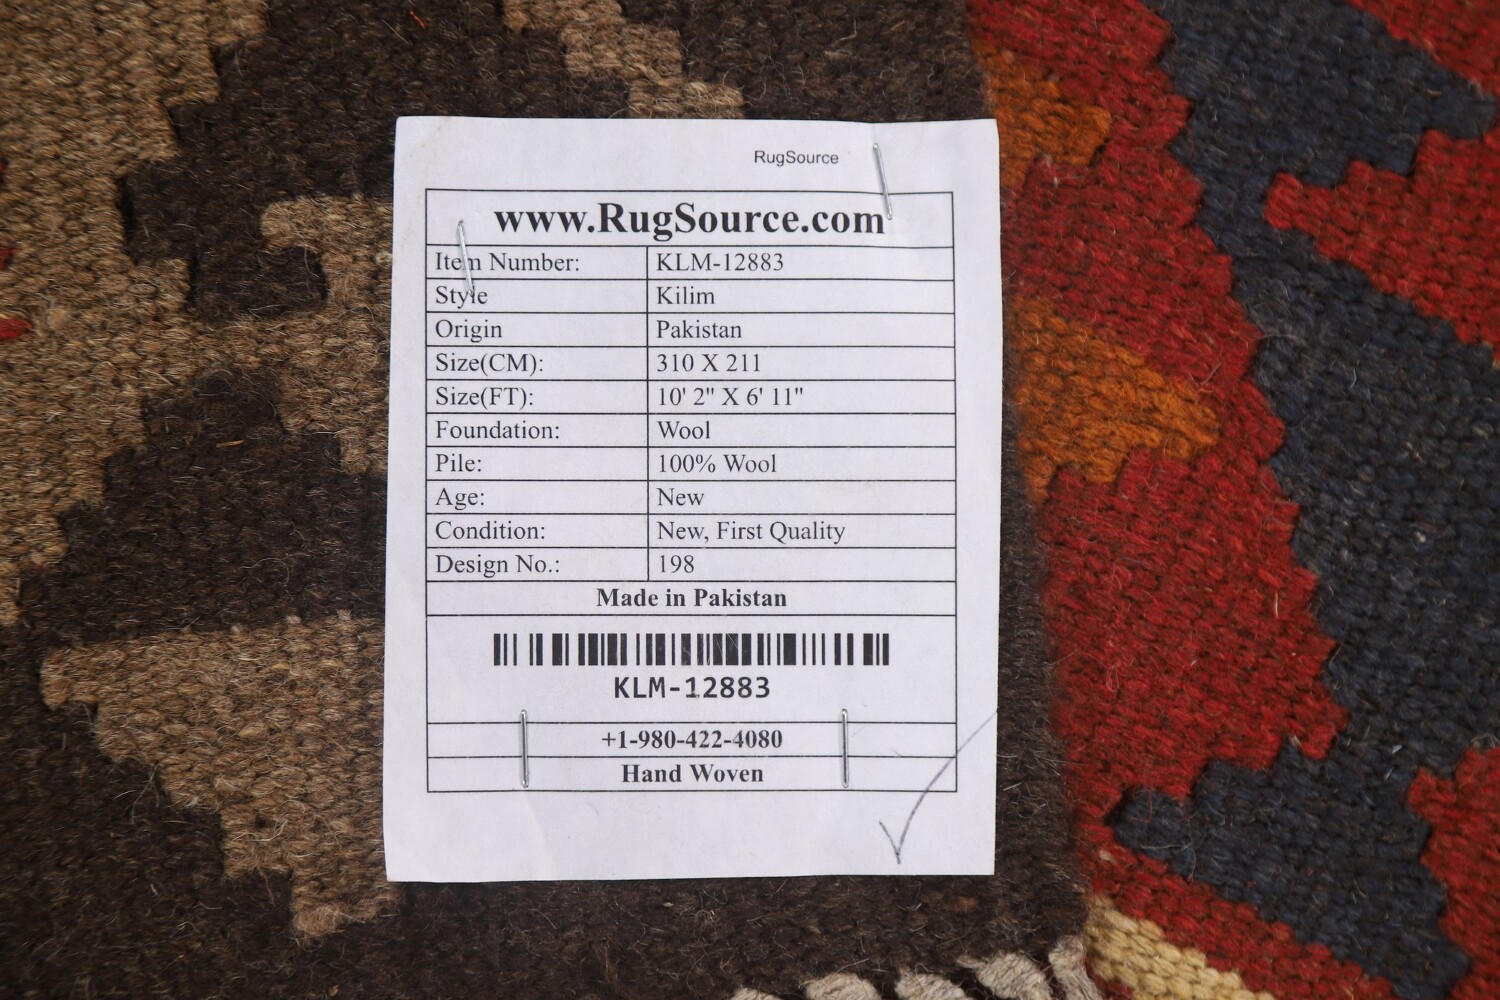 RugSource
www.RugSource.com
Item Number: KLM-12883
Style Kilim
Origin Pakistan
Size(CM): 310 X 211
Size(FT): 10' 2" X 6' 11"
Foundation: Wool
Pile: 100% Wool
Age: New
Condition: New, First Quality
Design No.: 198
Made in Pakistan
KLM-12883
+1-980-422-4080
Hand Woven